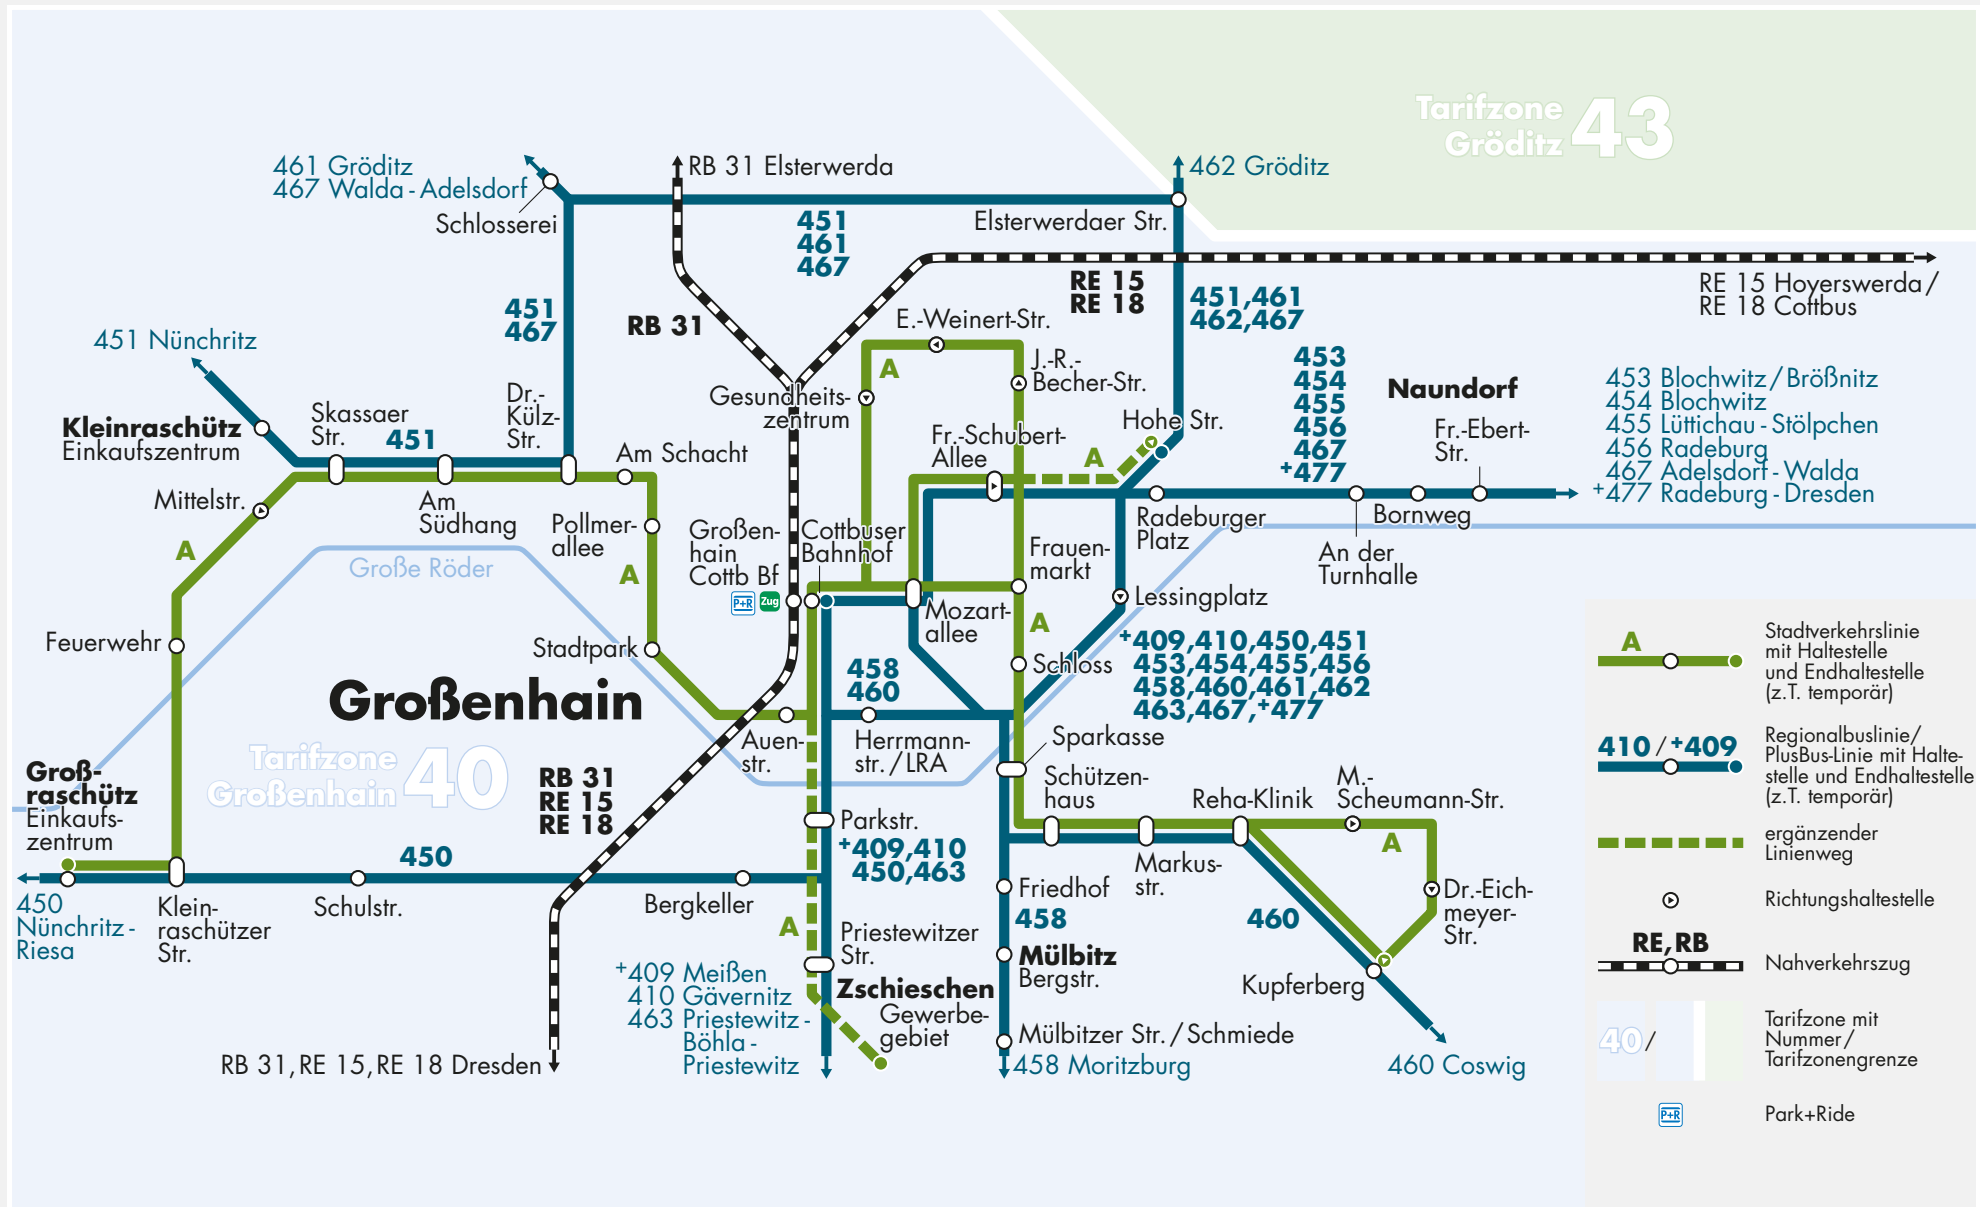 Tarifzone
Gröditz 43
461 Gröditz
467 Walda - Adelsdorf
Schlosserei
RB 31 Elsterwerda
451
461
467
Elsterwerdaer Str.
462 Gröditz
RE 15
RE 18
RE 15 Hoyerswerda /
RE 18 Cottbus
451
467
RB 31
451,461
462,467
E.-Weinert-Str.
A
J.-R.-
Becher-Str.
451 Nünchritz
Kleinraschütz
Einkaufszentrum
Skassaer
Str.
451
Dr.-
Külz-
Str.
Gesundheits-
zentrum
Am Schacht
Fr.-Schubert-
Allee
Hohe Str.
A
453
454
455
456
467
+477
Naundorf
Fr.-Ebert-
Str.
453 Blochwitz / Brößnitz
454 Blochwitz
455 Lüttichau - Stölpchen
456 Radeburg
467 Adelsdorf - Walda
+477 Radeburg - Dresden
Mittelstr.
Am
Südhang
Pollmer-
allee
Großen-
hain
Cottb Bf
P+R
Zug
Cottbuser
Bahnhof
Frauen-
markt
Radeburger
Platz
Bornweg
An der
Turnhalle
A
Große Röder
A
Mozart-
allee
A
Lessingplatz
Feuerwehr
Stadtpark
Schloss
458
460
+409,410,450,451
453,454,455,456
458,460,461,462
463,467,+477
Großenhain
Tarifzone
Großenhain 40
Auen-
str.
Herrmann-
str. / LRA
Sparkasse
Groß-
raschütz
Einkaufs-
zentrum
RB 31
RE 15
RE 18
Schützen-
haus
Reha-Klinik
M.-
Scheumann-Str.
A
Parkstr.
+409,410
450,463
Markus-
str.
450
450
Nünchritz -
Riesa
Klein-
raschützer
Str.
Schulstr.
Bergkeller
A
Friedhof
458
460
Dr.-Eich-
meyer-
Str.
Priestewitzer
Str.
Mülbitz
Bergstr.
Kupferberg
Zschieschen
Gewerbe-
gebiet
+409 Meißen
410 Gävernitz
463 Priestewitz -
Böhla -
Priestewitz
Mülbitzer Str. / Schmiede
RB 31, RE 15, RE 18 Dresden
458 Moritzburg
460 Coswig
A
Stadtverkehrslinie
mit Haltestelle
und Endhaltestelle
(z.T. temporär)
410 / +409
Regionalbuslinie/
PlusBus-Linie mit Halte-
stelle und Endhaltestelle
(z.T. temporär)
ergänzender
Linienweg
Richtungshaltestelle
RE, RB
Nahverkehrszug
40 /
Tarifzone mit
Nummer/
Tarifzonengrenze
P+R
Park+Ride